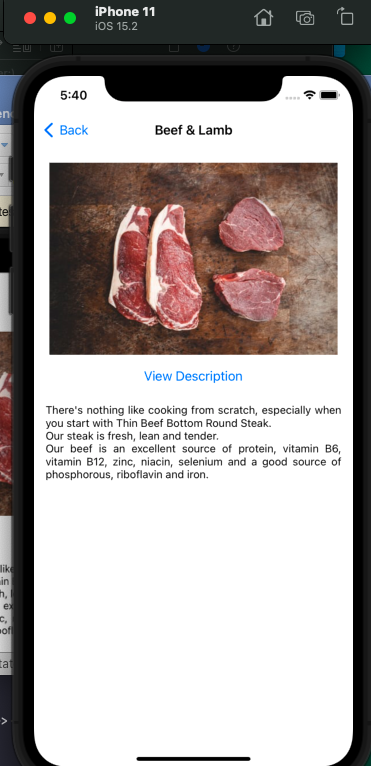 iPhone 11
iOS 15.2
5:40
Back
Beef & Lamb
View Description
There's nothing like cooking from scratch, especially when
you start with Thin Beef Bottom Round Steak.
Our steak is fresh, lean and tender.
Our beef is an excellent source of protein, vitamin B6,
vitamin B12, zinc, niacin, selenium and a good source of
phosphorous, riboflavin and iron.